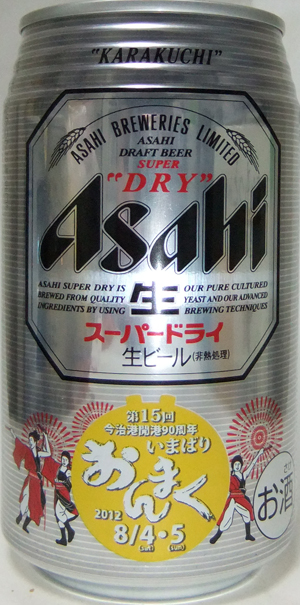 "KARAKUCHI"
ASAHI BREWERIES LIMITED
ASAHI
DRAFT BEER
SUPER
"DRY"
Asahi
ASAHI SUPER DRY IS
BREWED FROM QUALITY
INGREDIENTS BY USING
生
OUR PURE CULTURED
YEAST AND OUR ADVANCED
BREWING TECHNIQUES
スーパードライ
生ビール(非熱処理)
第15回
今治港開港90周年
いまばり
おんまく
2012
8/4・5
(sat) (sun)
お酒